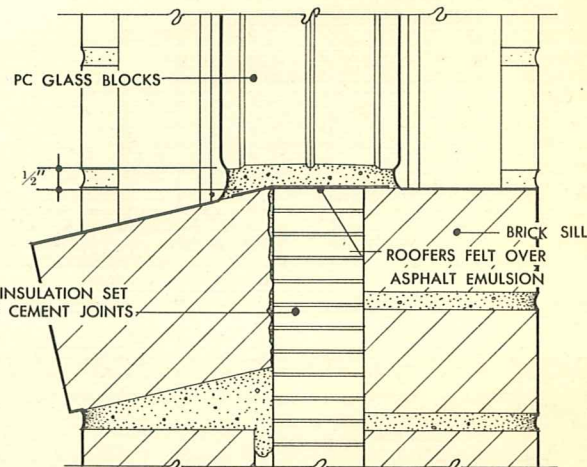 PC GLASS BLOCKS
½"
BRICK SILL
ROOFERS FELT OVER
ASPHALT EMULSION
INSULATION SET
CEMENT JOINTS